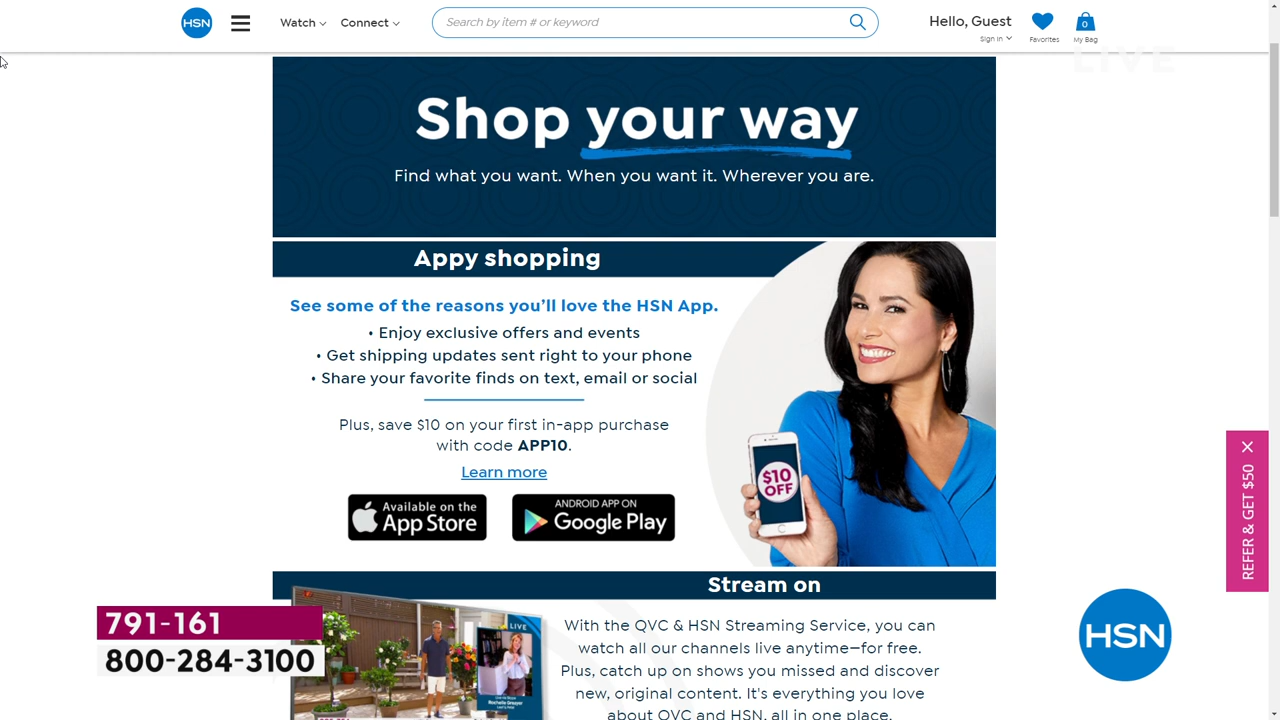 HSN
Watch
Connect
Search by item # or keyword
Hello, Guest
Sign In
Favorites
0
My Bag
LIVE
Shop your way
Find what you want. When you want it. Wherever you are.
Appy shopping
See some of the reasons you'll love the HSN App.
• Enjoy exclusive offers and events
• Get shipping updates sent right to your phone
• Share your favorite finds on text, email or social
Plus, save $10 on your first in-app purchase
with code APP10.
Learn more
Available on the
App Store
ANDROID APP ON
Google Play
$10
OFF
REFER & GET $50
Stream on
With the QVC & HSN Streaming Service, you can
watch all our channels live anytime—for free.
Plus, catch up on shows you missed and discover
new, original content. It's everything you love
about QVC and HSN, all in one place.
LIVE
791-161
800-284-3100
HSN